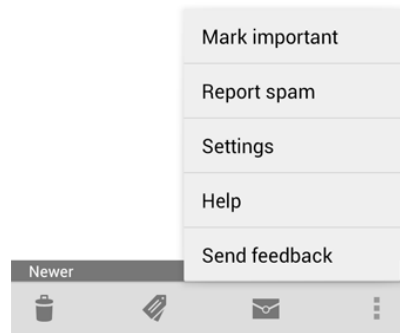 Mark important
Report spam
Settings
Help
Send feedback
Newer